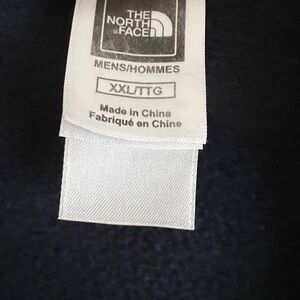 THE
NORTH
FACE
MENS/HOMMES
XXL/TTG
Made in China
Fabriqué en Chine